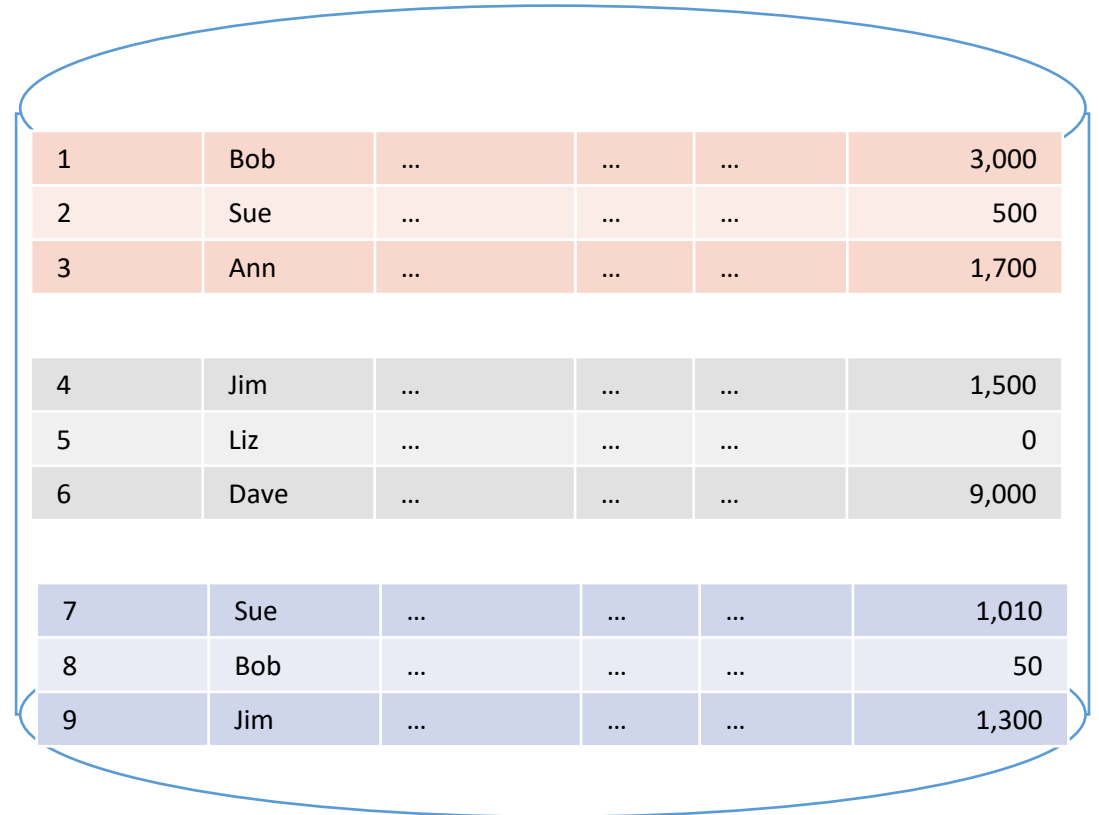 1 Bob … … … 3,000
2 Sue … … … 500
3 Ann … … … 1,700
4 Jim … … … 1,500
5 Liz … … … 0
6 Dave … … … 9,000
7 Sue … … … 1,010
8 Bob … … … 50
9 Jim … … … 1,300